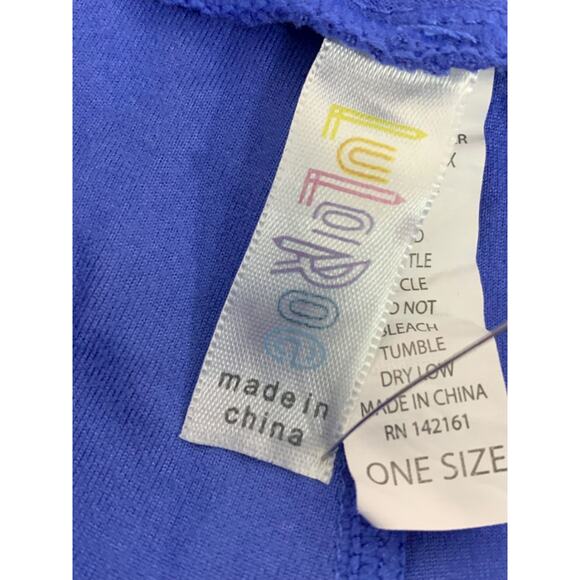 LuLaRoe
made in
china
TLE
CLE
NOT
BLEACH
TUMBLE
DRY LOW
MADE IN CHINA
RN 142161
ONE SIZE